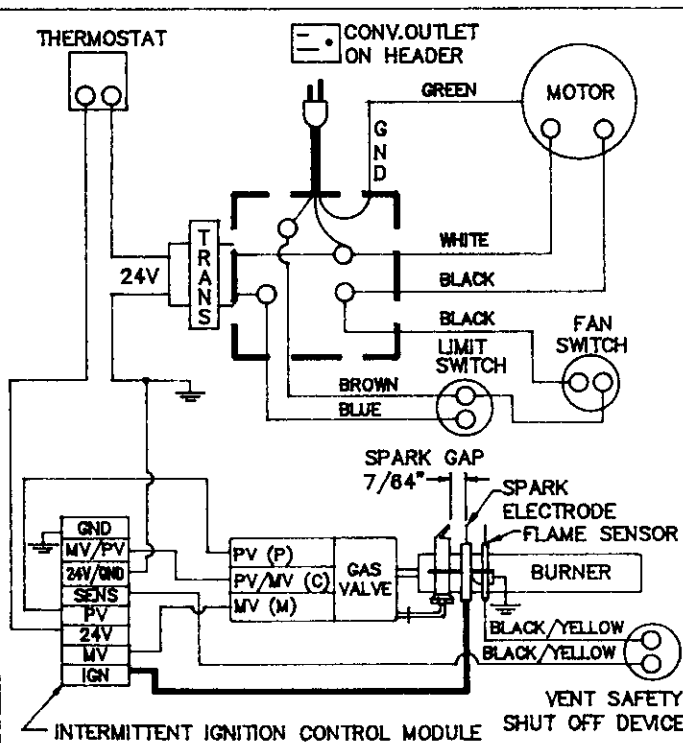 THERMOSTAT
CONV.OUTLET
ON HEADER
GREEN
MOTOR
GND
TRANS
24V
WHITE
BLACK
BLACK
FAN
SWITCH
LIMIT
SWITCH
BROWN
BLUE
SPARK GAP
7/64"
SPARK
ELECTRODE
FLAME SENSOR
GND
MV/PV
24V/GND
SENS
PV
24V
MV
IGN
PV (P)
PV/MV (C)
MV (M)
GAS
VALVE
BURNER
BLACK/YELLOW
BLACK/YELLOW
VENT SAFETY
SHUT OFF DEVICE
INTERMITTENT IGNITION CONTROL MODULE